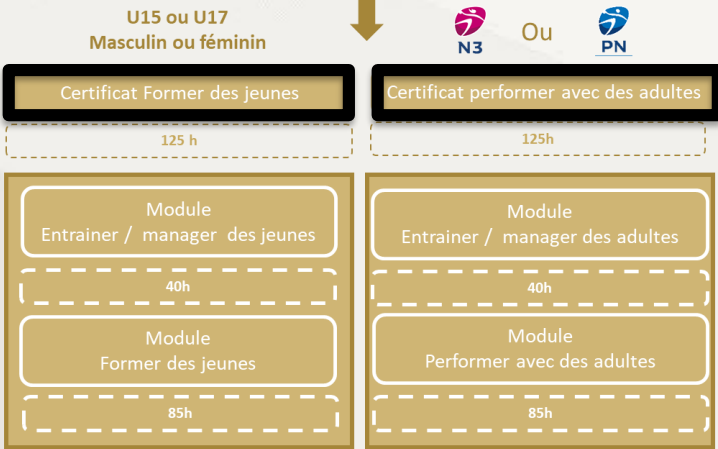 U15 ou U17
Masculin ou féminin
N3
Ou
PN
Certificat Former des jeunes
125 h
Module
Entrainer / manager des jeunes
40h
Module
Former des jeunes
85h
Certificat performer avec des adultes
125h
Module
Entrainer / manager des adultes
40h
Module
Performer avec des adultes
85h